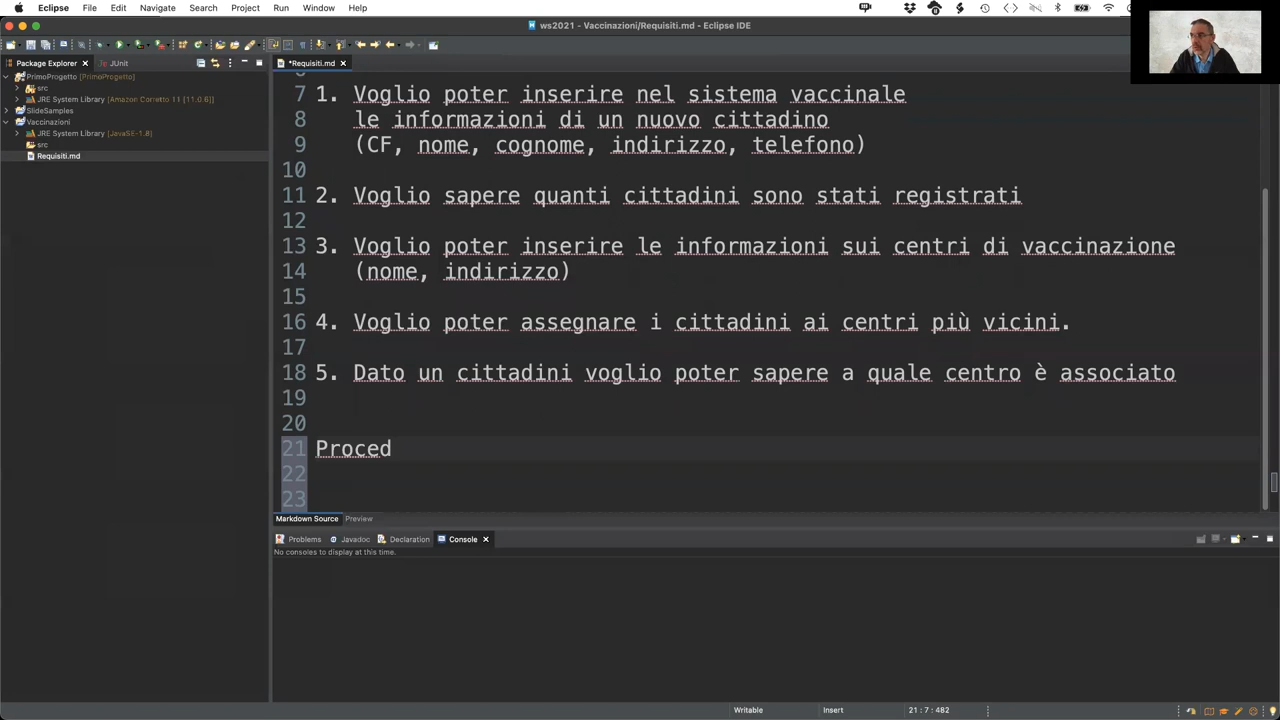 Eclipse File Edit Navigate Search Project Run Window Help
ws2021 - Vaccinazioni/Requisiti.md - Eclipse IDE
Package Explorer JUnit
PrimoProgetto [PrimoProgetto]
src
JRE System Library [Amazon Corretto 11 [11.0.6]
SlideSamples
Vaccinazioni
JRE System Library [JavaSE-1.8]
src
Requisiti.md
*Requisiti.md
7 1. Voglio poter inserire nel sistema vaccinale
8 le informazioni di un nuovo cittadino
9 (CF, nome, cognome, indirizzo, telefono)
10
11 2. Voglio sapere quanti cittadini sono stati registrati
12
13 3. Voglio poter inserire le informazioni sui centri di vaccinazione
14 (nome, indirizzo)
15
16 4. Voglio poter assegnare i cittadini ai centri più vicini.
17
18 5. Dato un cittadini voglio poter sapere a quale centro è associato
19
20
21 Proced
22
23
Markdown Source Preview
Problems Javadoc Declaration Console
No consoles to display at this time.
Writable Insert 21 : 7 : 482